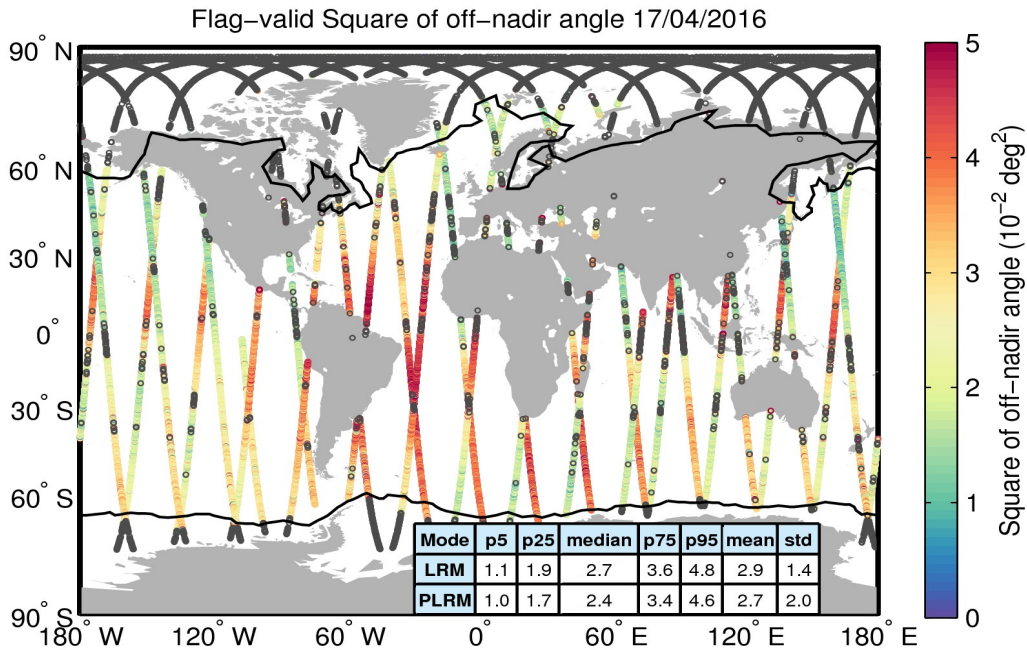 Flag−valid Square of off−nadir angle 17/04/2016
90° N
60° N
30° N
0°
30° S
60° S
90° S
180° W
120° W
60° W
0°
60° E
120° E
180° E
Mode p5 p25 median p75 p95 mean std
LRM 1.1 1.9 2.7 3.6 4.8 2.9 1.4
PLRM 1.0 1.7 2.4 3.4 4.6 2.7 2.0
5
4
3
2
1
0
Square of off−nadir angle (10⁻² deg²)